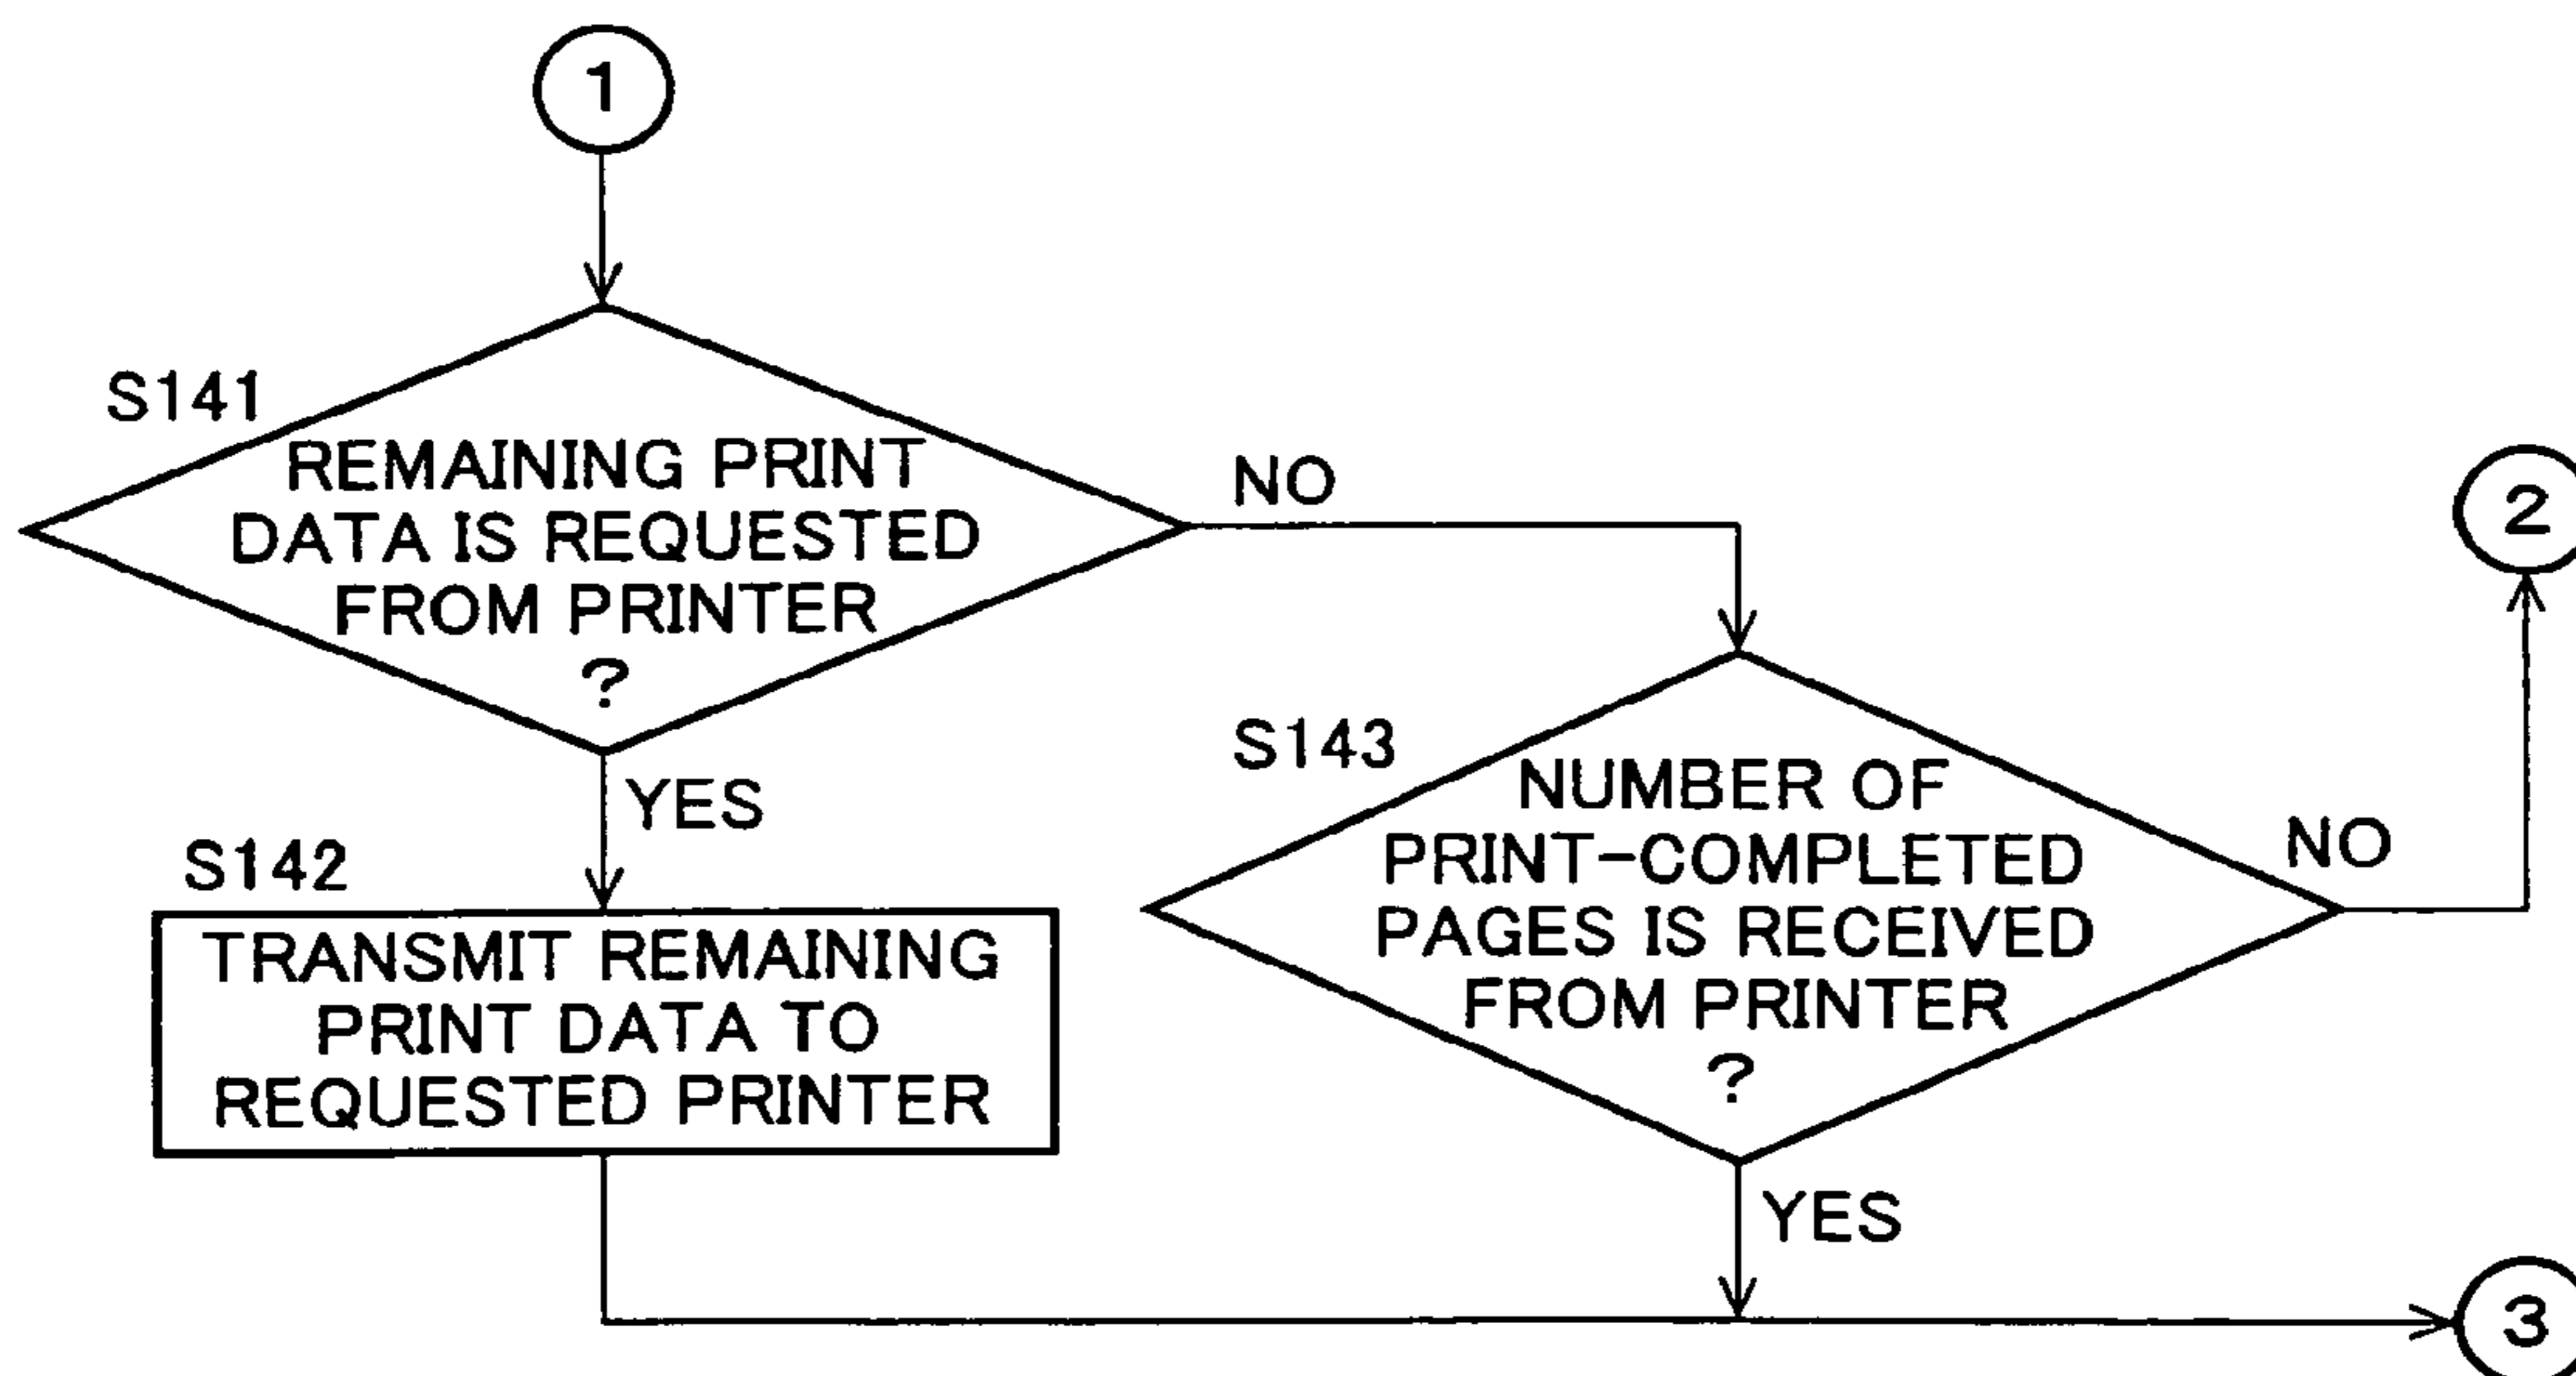 1
S141
REMAINING PRINT
DATA IS REQUESTED
FROM PRINTER
?
NO
YES
S142
TRANSMIT REMAINING
PRINT DATA TO
REQUESTED PRINTER
S143
NUMBER OF
PRINT-COMPLETED
PAGES IS RECEIVED
FROM PRINTER
?
NO
YES
2
3